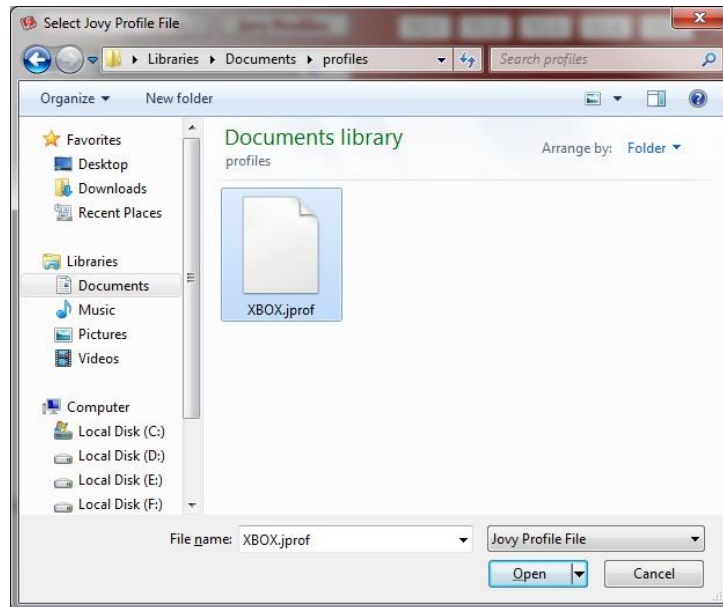 Select Jovy Profile File
Libraries Documents profiles
Search profiles
Organize
New folder
Favorites
Desktop
Downloads
Recent Places
Libraries
Documents
Music
Pictures
Videos
Computer
Local Disk (C:)
Local Disk (D:)
Local Disk (E:)
Local Disk (F:)
Documents library
profiles
Arrange by: Folder
XBOX.jprof
File name: XBOX.jprof
Jovy Profile File
Open
Cancel